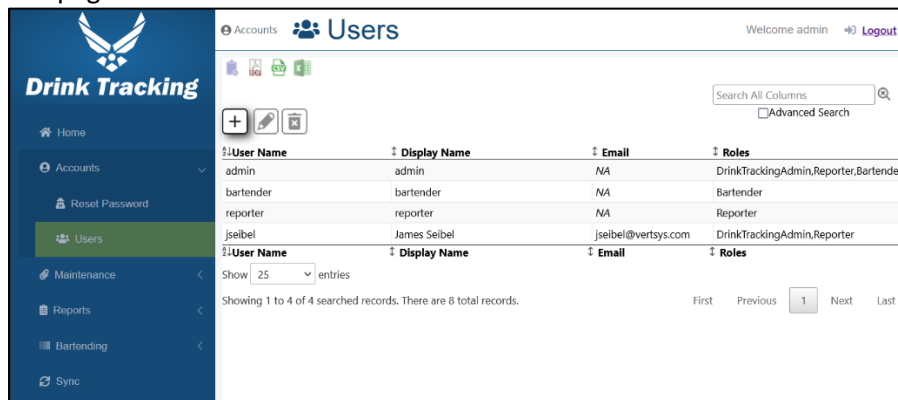 Accounts Users Welcome admin Logout
Drink Tracking
Home
Accounts
Reset Password
Users
Maintenance
Reports
Bartending
Sync
CSV
Search All Columns
Advanced Search
User Name Display Name Email Roles
admin admin NA DrinkTrackingAdmin,Reporter,Bartende
bartender bartender NA Bartender
reporter reporter NA Reporter
jseibel James Seibel jseibel@vertsys.com DrinkTrackingAdmin,Reporter
User Name Display Name Email Roles
Show 25 entries
Showing 1 to 4 of 4 searched records. There are 8 total records.
First Previous 1 Next Last